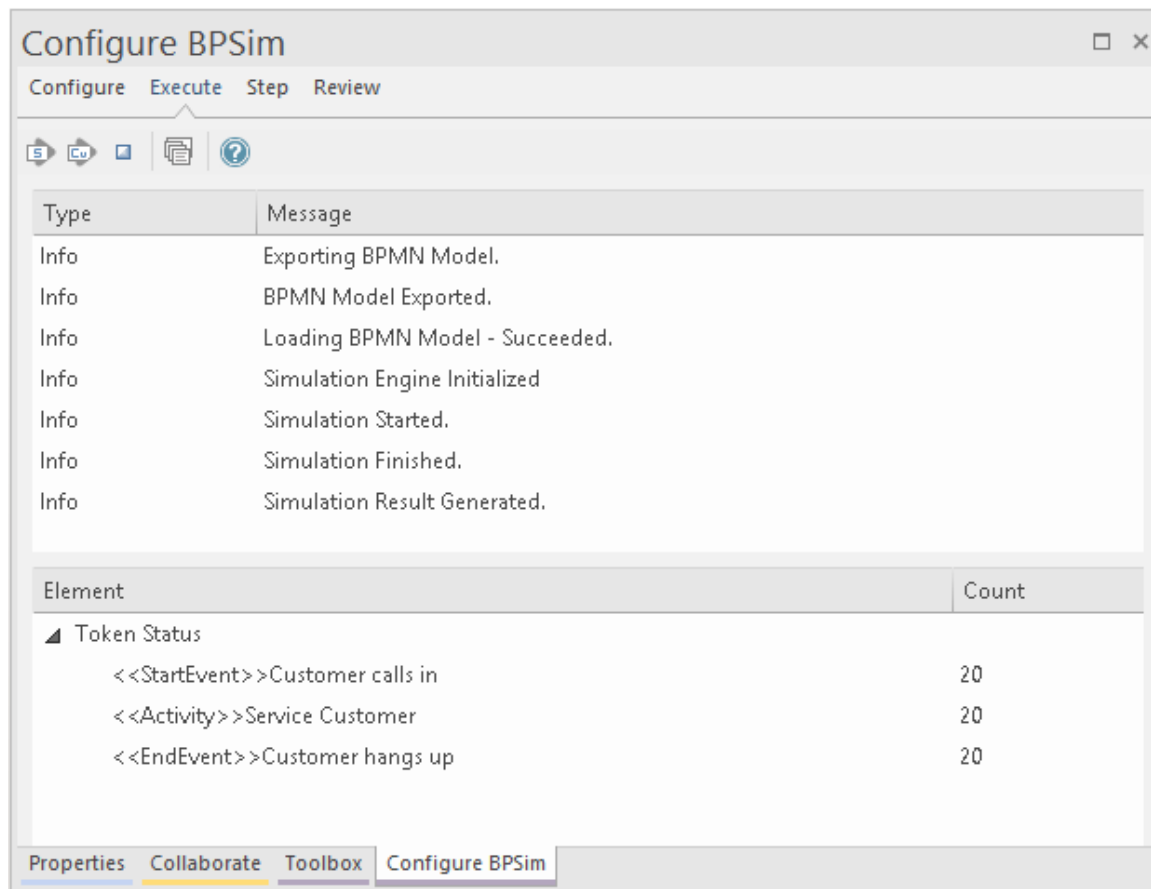 Configure BPSim
Configure Execute Step Review
S Cu ?
Type Message
Info Exporting BPMN Model.
Info BPMN Model Exported.
Info Loading BPMN Model - Succeeded.
Info Simulation Engine Initialized
Info Simulation Started.
Info Simulation Finished.
Info Simulation Result Generated.
Element Count
Token Status
<<StartEvent>>Customer calls in 20
<<Activity>>Service Customer 20
<<EndEvent>>Customer hangs up 20
Properties Collaborate Toolbox Configure BPSim